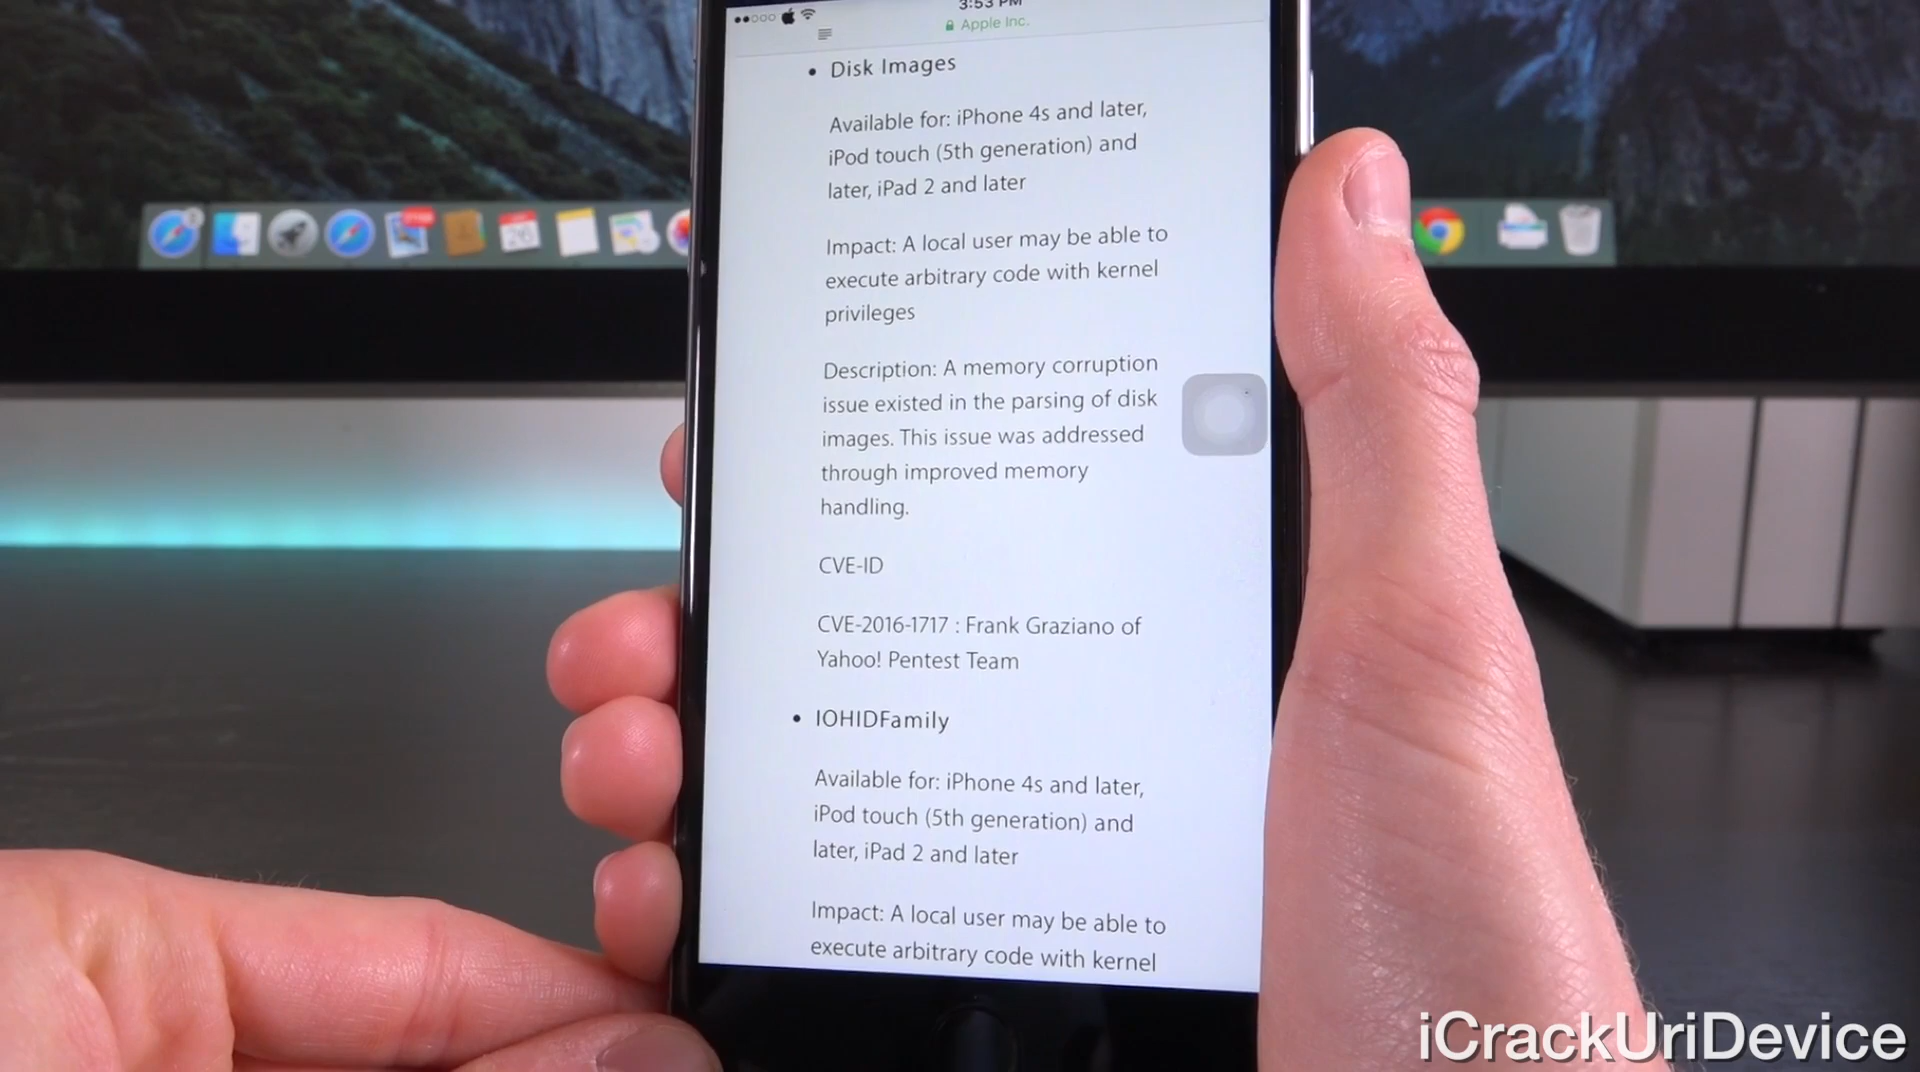 3:53 PM
Apple Inc.
• Disk Images
Available for: iPhone 4s and later,
iPod touch (5th generation) and
later, iPad 2 and later
Impact: A local user may be able to
execute arbitrary code with kernel
privileges
Description: A memory corruption
issue existed in the parsing of disk
images. This issue was addressed
through improved memory
handling.
CVE-ID
CVE-2016-1717 : Frank Graziano of
Yahoo! Pentest Team
• IOHIDFamily
Available for: iPhone 4s and later,
iPod touch (5th generation) and
later, iPad 2 and later
Impact: A local user may be able to
execute arbitrary code with kernel
iCrackUriDevice